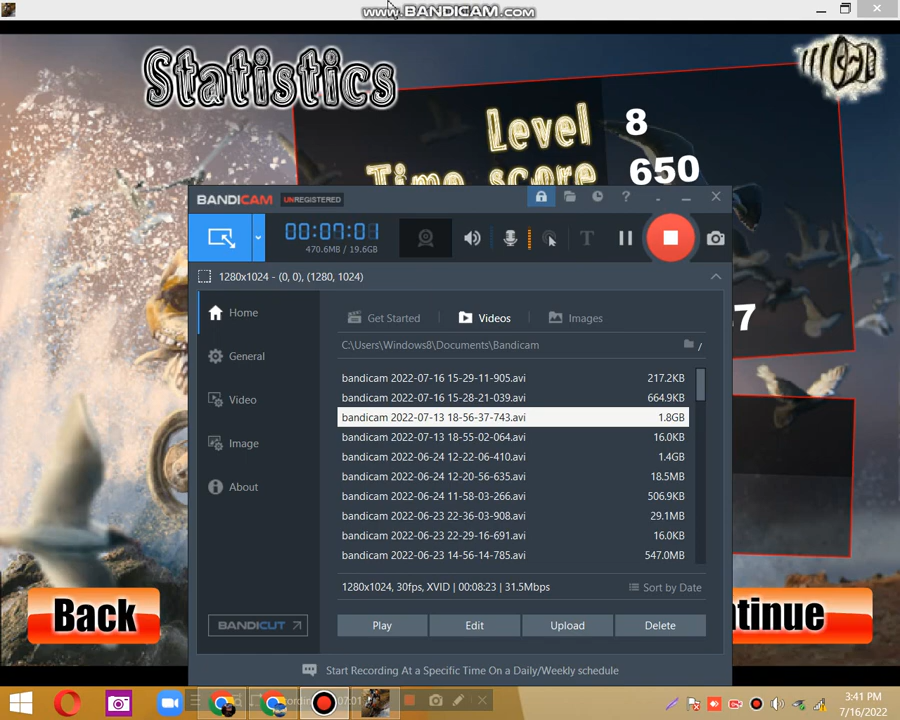 www.BANDICAM.com
Statistics
Level 8
Time score 650
7
BANDICAM UNREGISTERED
00:07:01
470.6MB / 19.6GB
1280x1024 - (0, 0), (1280, 1024)
Home
General
Video
Image
About
BANDICUT
Get Started
Videos
Images
C:\Users\Windows8\Documents\Bandicam
bandicam 2022-07-16 15-29-11-905.avi 217.2KB
bandicam 2022-07-16 15-28-21-039.avi 664.9KB
bandicam 2022-07-13 18-56-37-743.avi 1.8GB
bandicam 2022-07-13 18-55-02-064.avi 16.0KB
bandicam 2022-06-24 12-22-06-410.avi 1.4GB
bandicam 2022-06-24 12-20-56-635.avi 18.5MB
bandicam 2022-06-24 11-58-03-266.avi 506.9KB
bandicam 2022-06-23 22-36-03-908.avi 29.1MB
bandicam 2022-06-23 22-29-16-691.avi 16.0KB
bandicam 2022-06-23 14-56-14-785.avi 547.0MB
1280x1024, 30fps, XVID | 00:08:23 | 31.5Mbps
Sort by Date
Play
Edit
Upload
Delete
Start Recording At a Specific Time On a Daily/Weekly schedule
Back
tinue
3:41 PM
7/16/2022